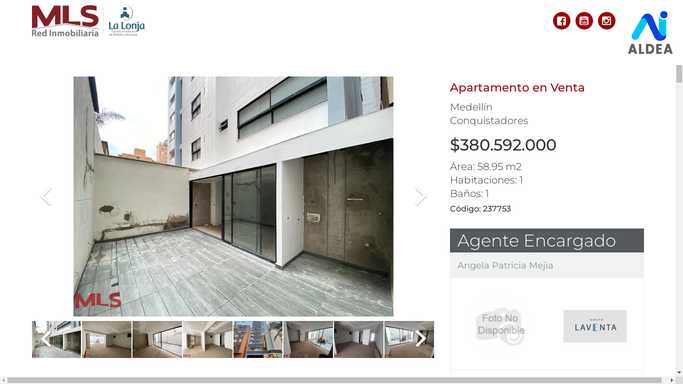 MLS
Red Inmobiliaria
La Lonja
ALDEA
Apartamento en Venta
Medellín
Conquistadores
$380.592.000
Área: 58.95 m2
Habitaciones: 1
Baños: 1
Código: 237753
Agente Encargado
Angela Patricia Mejia
Foto No
Disponible
LAVENTA
MLS